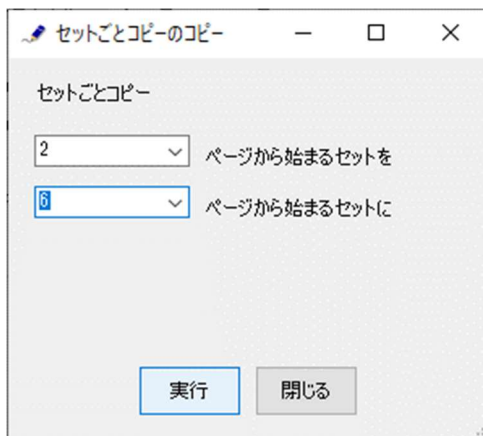 セットごとコピーのコピー
セットごとコピー
2 ページから始まるセットを
6 ページから始まるセットに
実行 閉じる